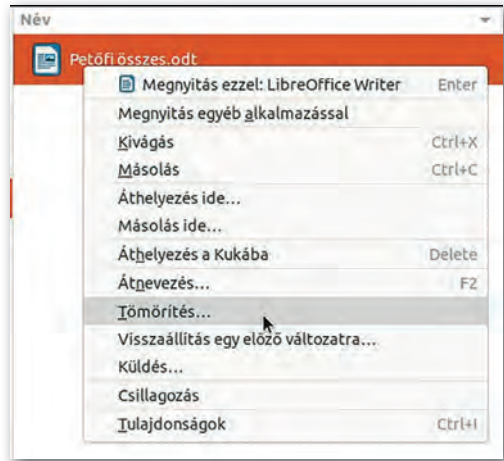 Név
Petőfi összes.odt
Megnyitás ezzel: LibreOffice Writer Enter
Megnyitás egyéb alkalmazással
Kivágás Ctrl+X
Másolás Ctrl+C
Áthelyezés ide...
Másolás ide...
Áthelyezés a Kukába Delete
Átnevezés... F2
Tömörítés...
Visszaállítás egy előző változatra...
Küldés...
Csillagozás
Tulajdonságok Ctrl+I